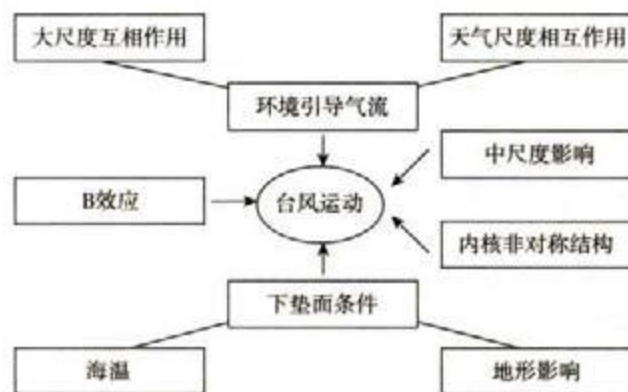 大尺度互相作用
天气尺度相互作用
环境引导气流
中尺度影响
B效应
台风运动
内核非对称结构
下垫面条件
海温
地形影响